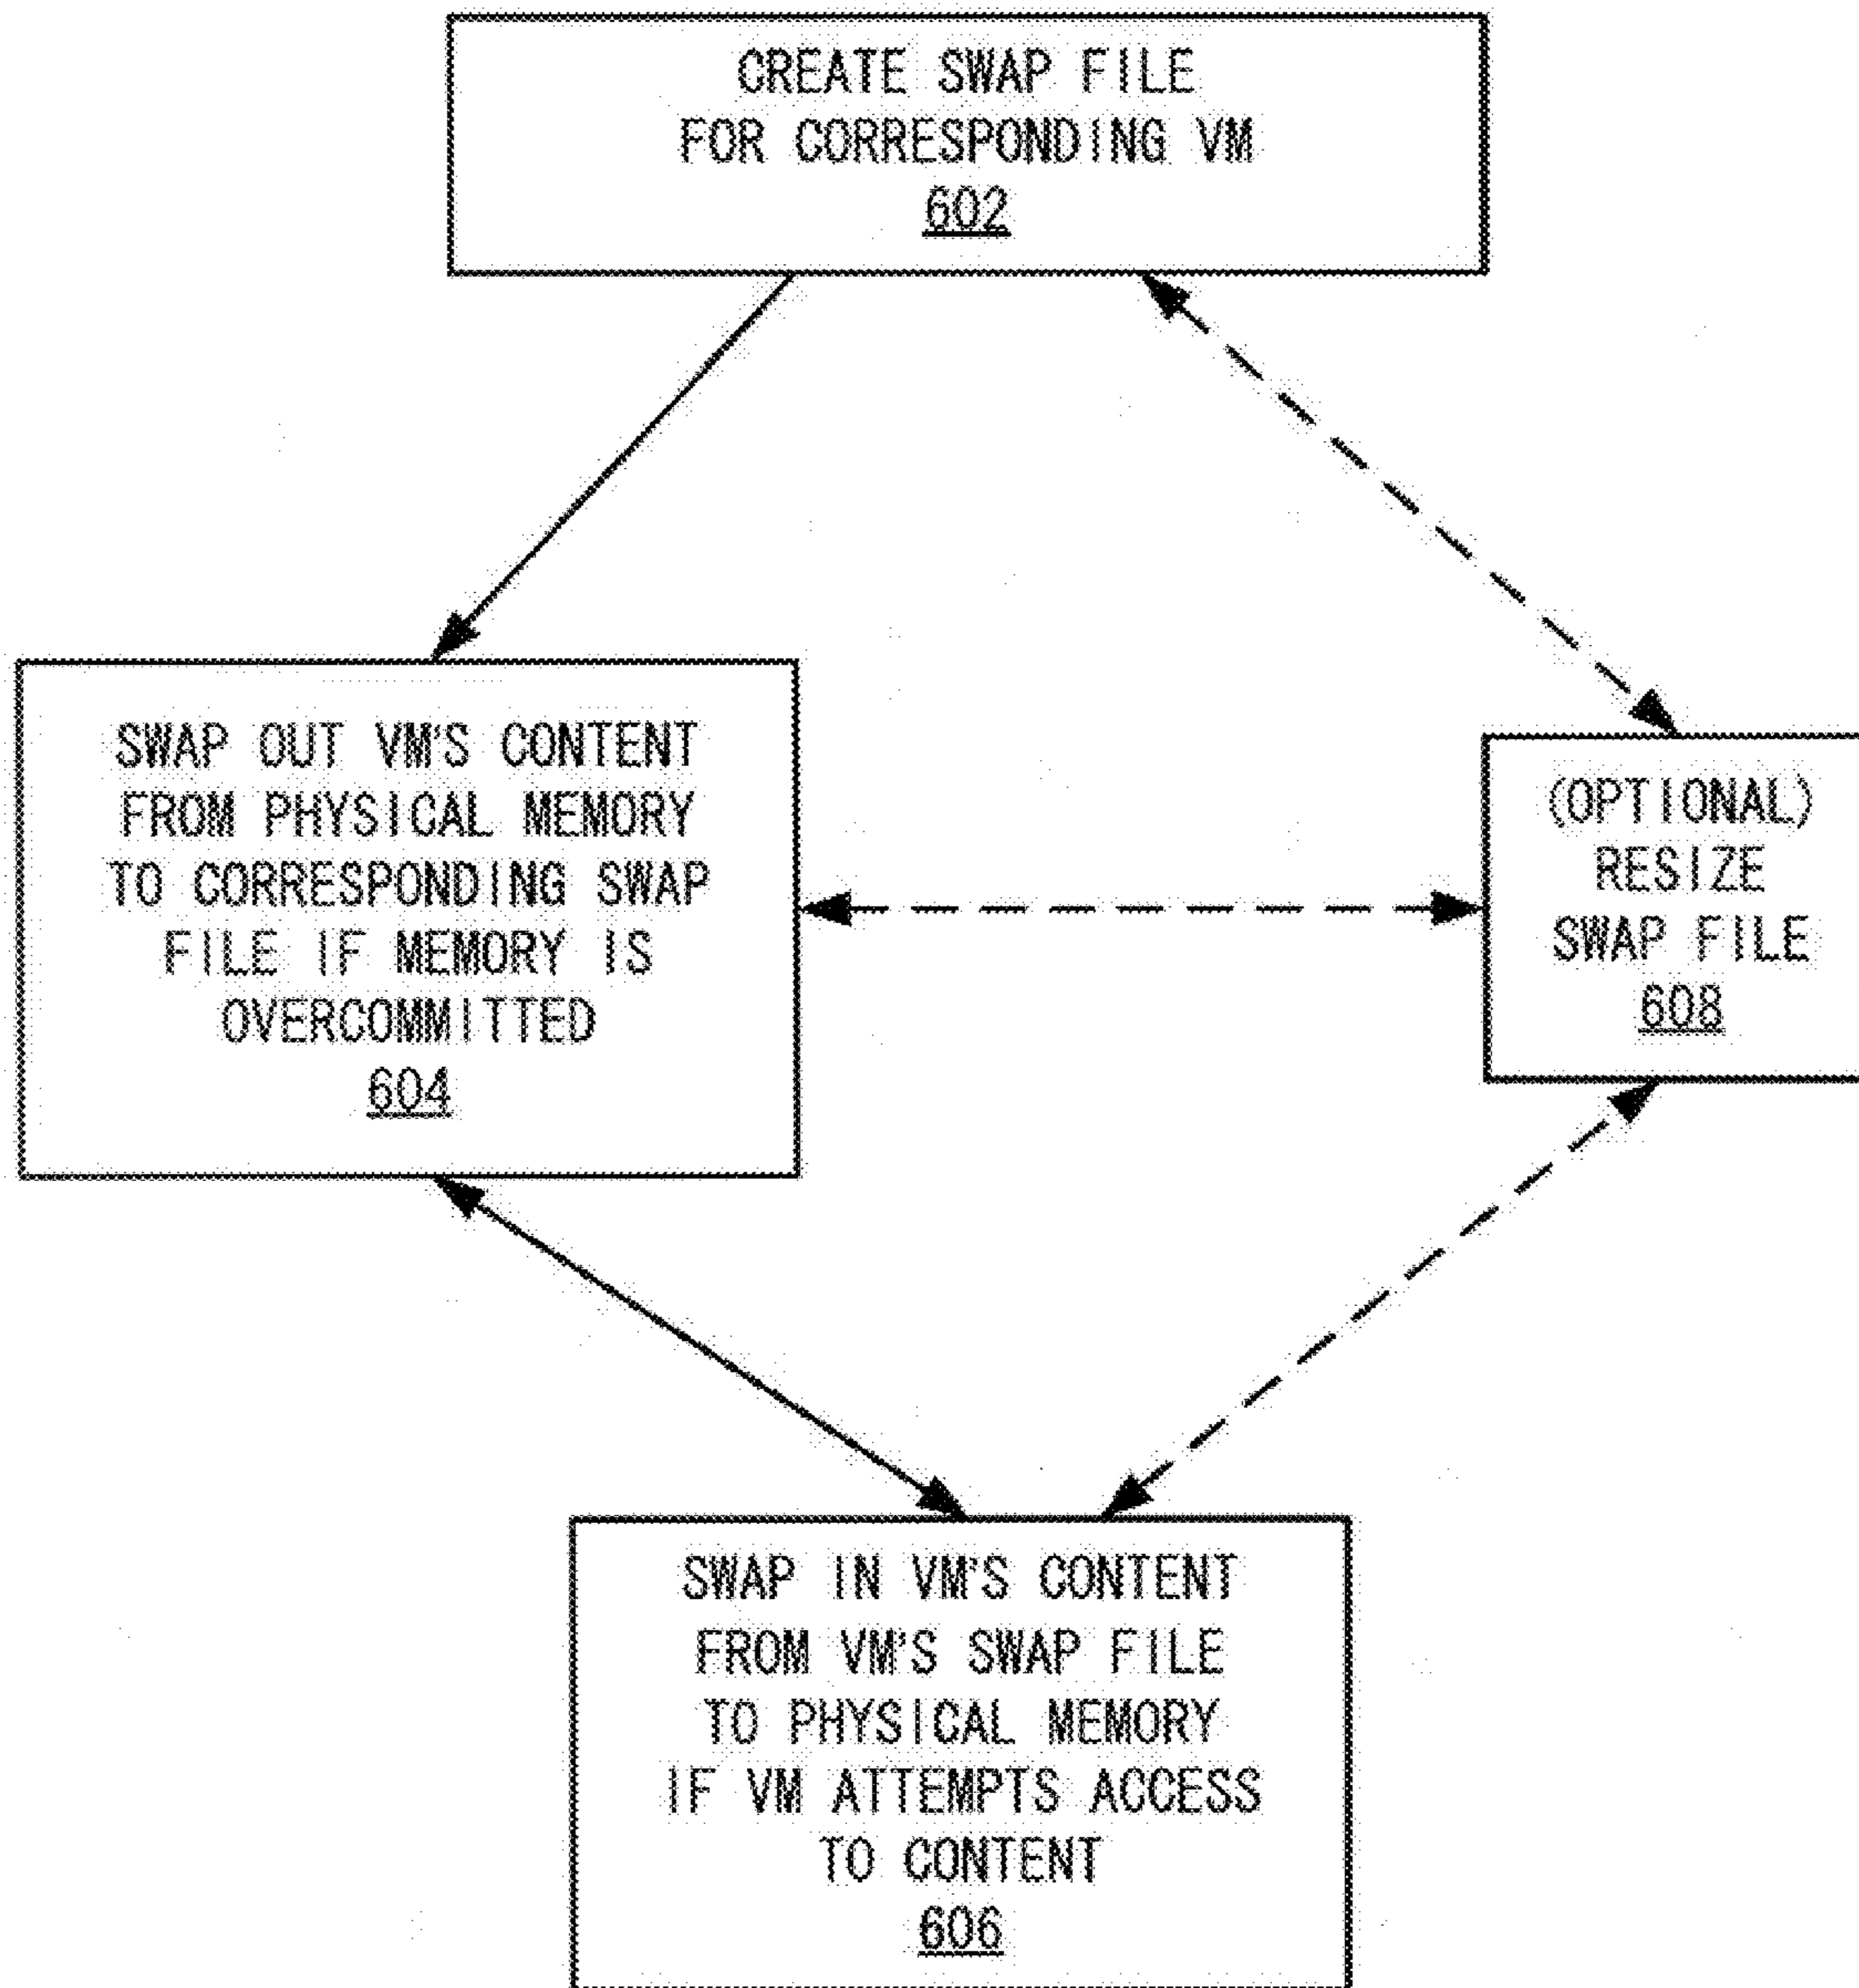 CREATE SWAP FILE
FOR CORRESPONDING VM
602
SWAP OUT VM'S CONTENT
FROM PHYSICAL MEMORY
TO CORRESPONDING SWAP
FILE IF MEMORY IS
OVERCOMMITTED
604
(OPTIONAL)
RESIZE
SWAP FILE
608
SWAP IN VM'S CONTENT
FROM VM'S SWAP FILE
TO PHYSICAL MEMORY
IF VM ATTEMPTS ACCESS
TO CONTENT
606